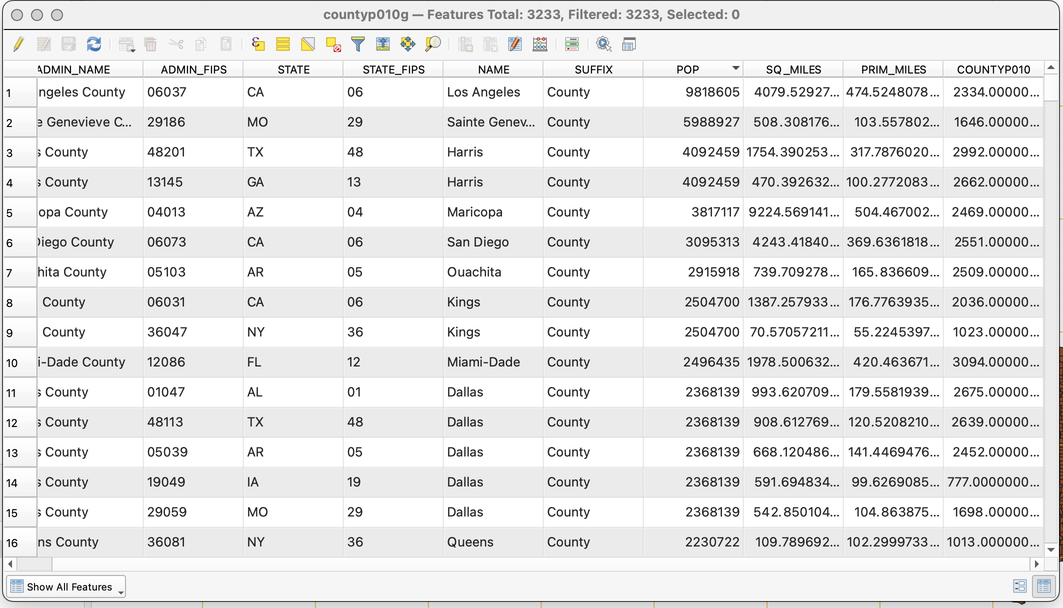 countyp010g — Features Total: 3233, Filtered: 3233, Selected: 0
ADMIN_NAME ADMIN_FIPS STATE STATE_FIPS NAME SUFFIX POP SQ_MILES PRIM_MILES COUNTYP010
1 ngeles County 06037 CA 06 Los Angeles County 9818605 4079.52927... 474.5248078... 2334.00000...
2 e Genevieve C... 29186 MO 29 Sainte Genev... County 5988927 508.308176... 103.557802... 1646.00000...
3 s County 48201 TX 48 Harris County 4092459 1754.390253... 317.7876020... 2992.00000...
4 s County 13145 GA 13 Harris County 4092459 470.392632... 100.2772083... 2662.00000...
5 opa County 04013 AZ 04 Maricopa County 3817117 9224.569141... 504.467002... 2469.00000...
6 Diego County 06073 CA 06 San Diego County 3095313 4243.41840... 369.6361818... 2551.00000...
7 hita County 05103 AR 05 Ouachita County 2915918 739.709278... 165.836609... 2509.00000...
8 County 06031 CA 06 Kings County 2504700 1387.257933... 176.7763935... 2036.00000...
9 County 36047 NY 36 Kings County 2504700 70.57057211... 55.2245397... 1023.00000...
10 i-Dade County 12086 FL 12 Miami-Dade County 2496435 1978.500632... 420.463671... 3094.00000...
11 s County 01047 AL 01 Dallas County 2368139 993.620709... 179.5581939... 2675.00000...
12 s County 48113 TX 48 Dallas County 2368139 908.612769... 120.5208210... 2639.00000...
13 s County 05039 AR 05 Dallas County 2368139 668.120486... 141.4469476... 2452.00000...
14 s County 19049 IA 19 Dallas County 2368139 591.694834... 99.6269085... 777.0000000...
15 s County 29059 MO 29 Dallas County 2368139 542.850104... 104.863875... 1698.00000...
16 ns County 36081 NY 36 Queens County 2230722 109.789692... 102.2999733... 1013.000000...
Show All Features